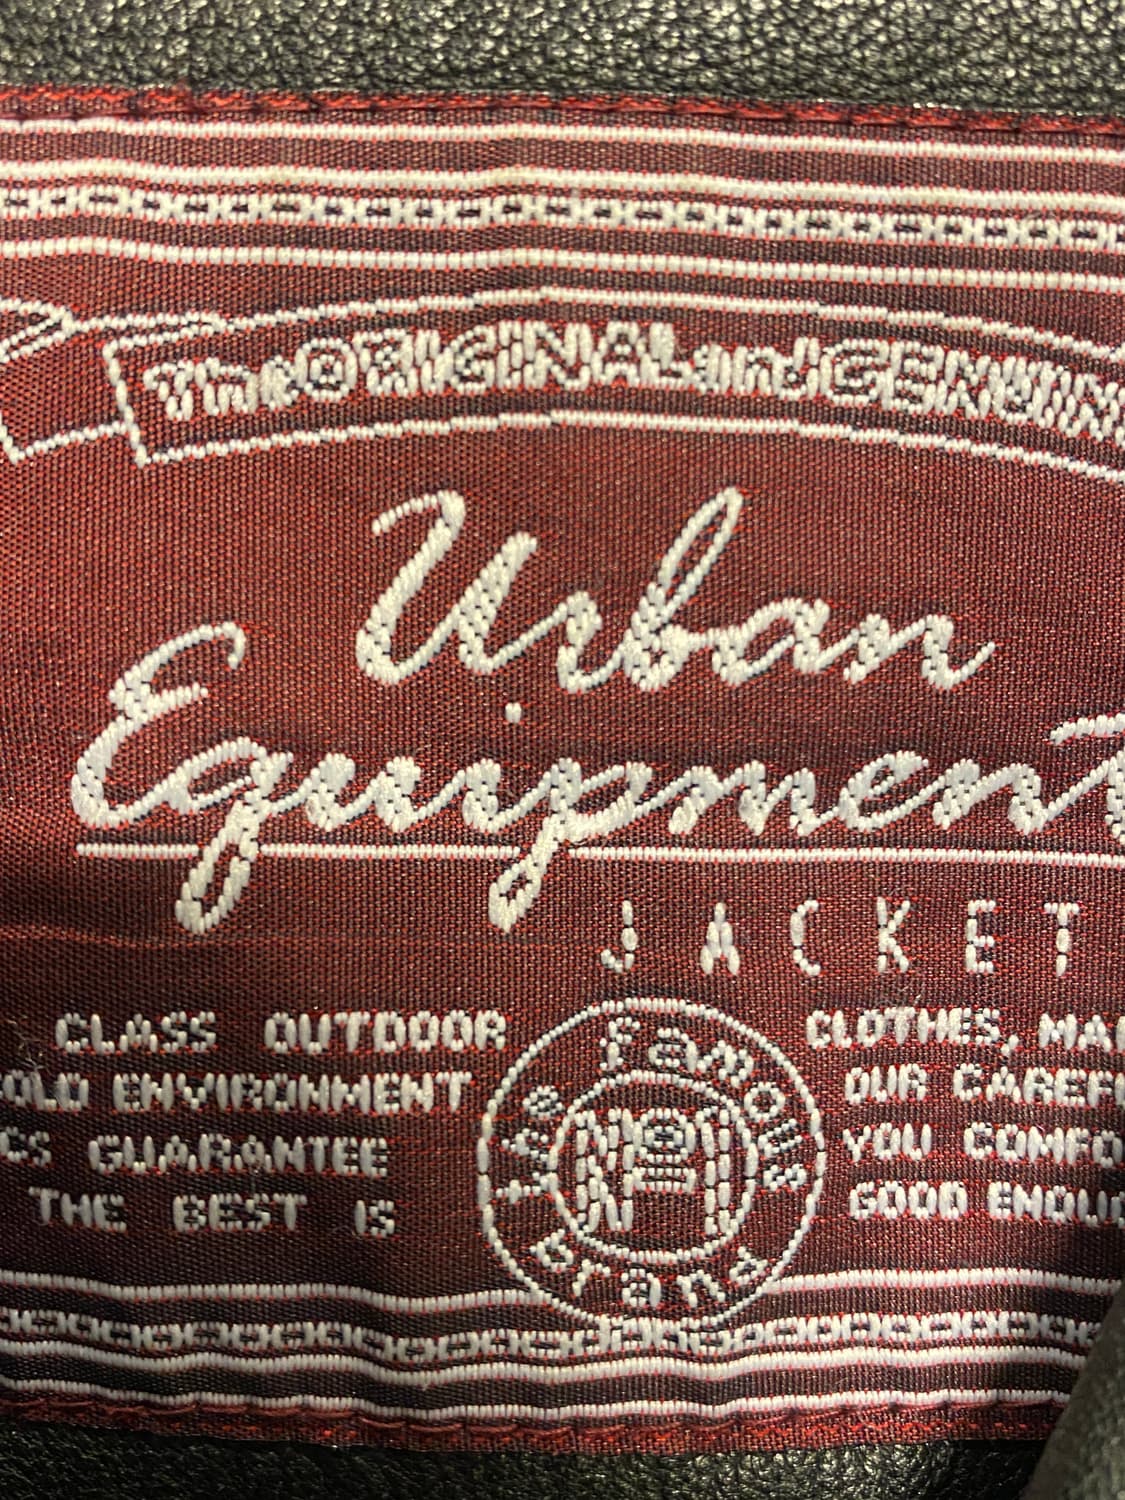 The ORIGINAL and GENUIN
Urban
Equipment
JACKET
CLASS OUTDOOR
OLD ENVIRONMENT
CS GUARANTEE
THE BEST IS
Famous
brand
CLOTHES, MA
OUR CAREF
YOU COMFO
GOOD ENOU